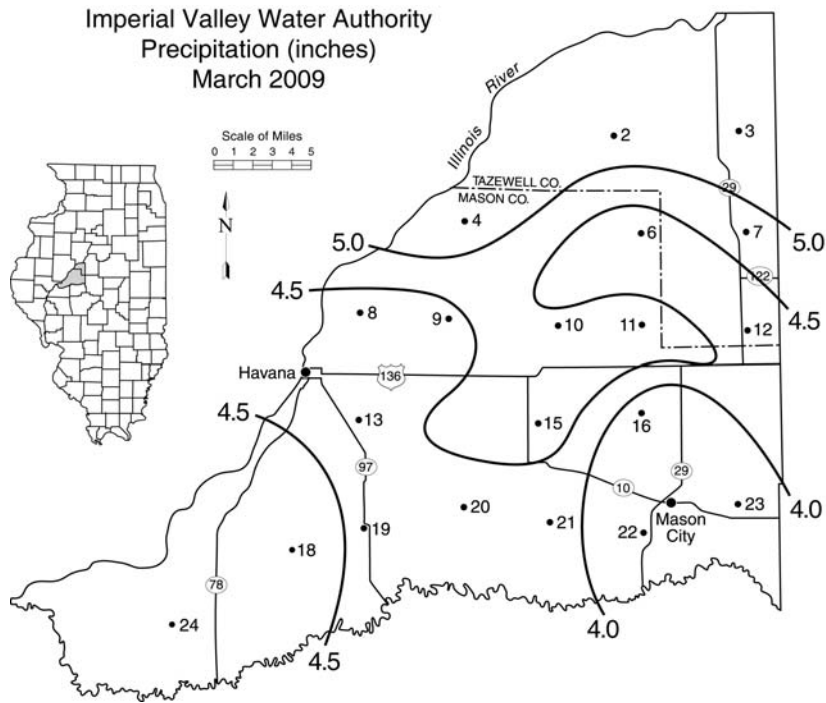 Imperial Valley Water Authority
Precipitation (inches)
March 2009
Scale of Miles
0 1 2 3 4 5
N
Illinois River
2
3
TAZEWELL CO.
MASON CO.
29
4
6
7
5.0
5.0
122
4.5
4.5
8
9
10
11
12
Havana
136
4.5
13
15
16
97
29
10
4.0
20
21
22
23
Mason
City
19
18
78
24
4.5
4.0